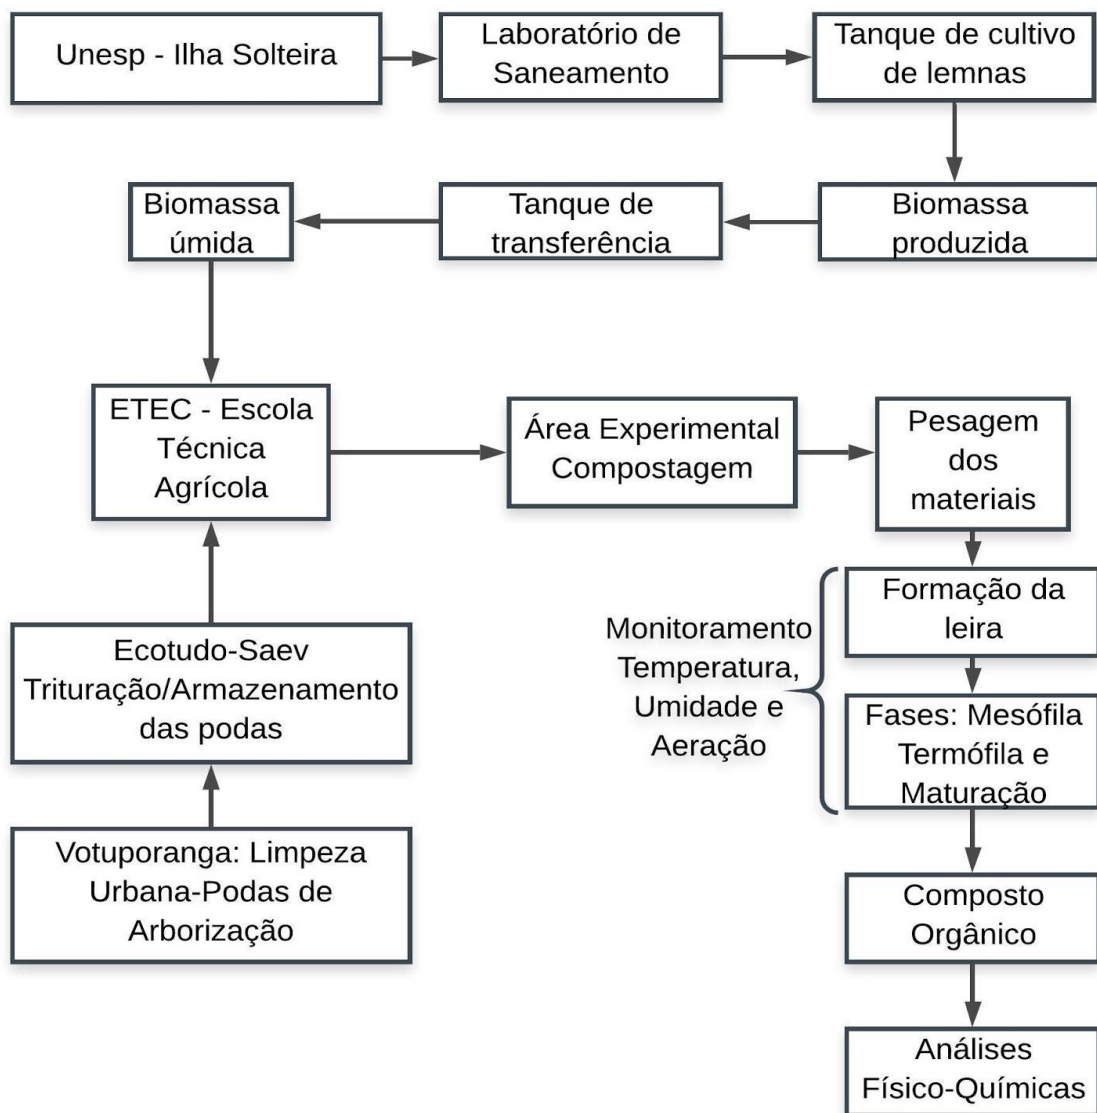 Unesp - Ilha Solteira
Laboratório de
Saneamento
Tanque de cultivo
de lemnas
Biomassa
úmida
Tanque de
transferência
Biomassa
produzida
ETEC - Escola
Técnica
Agrícola
Área Experimental
Compostagem
Pesagem
dos
materiais
Formação da
leira
Monitoramento
Temperatura,
Umidade e
Aeração
Ecotudo-Saev
Trituração/Armazenamento
das podas
Fases: Mesófila
Termófila e
Maturação
Votuporanga: Limpeza
Urbana-Podas de
Arborização
Composto
Orgânico
Análises
Físico-Químicas